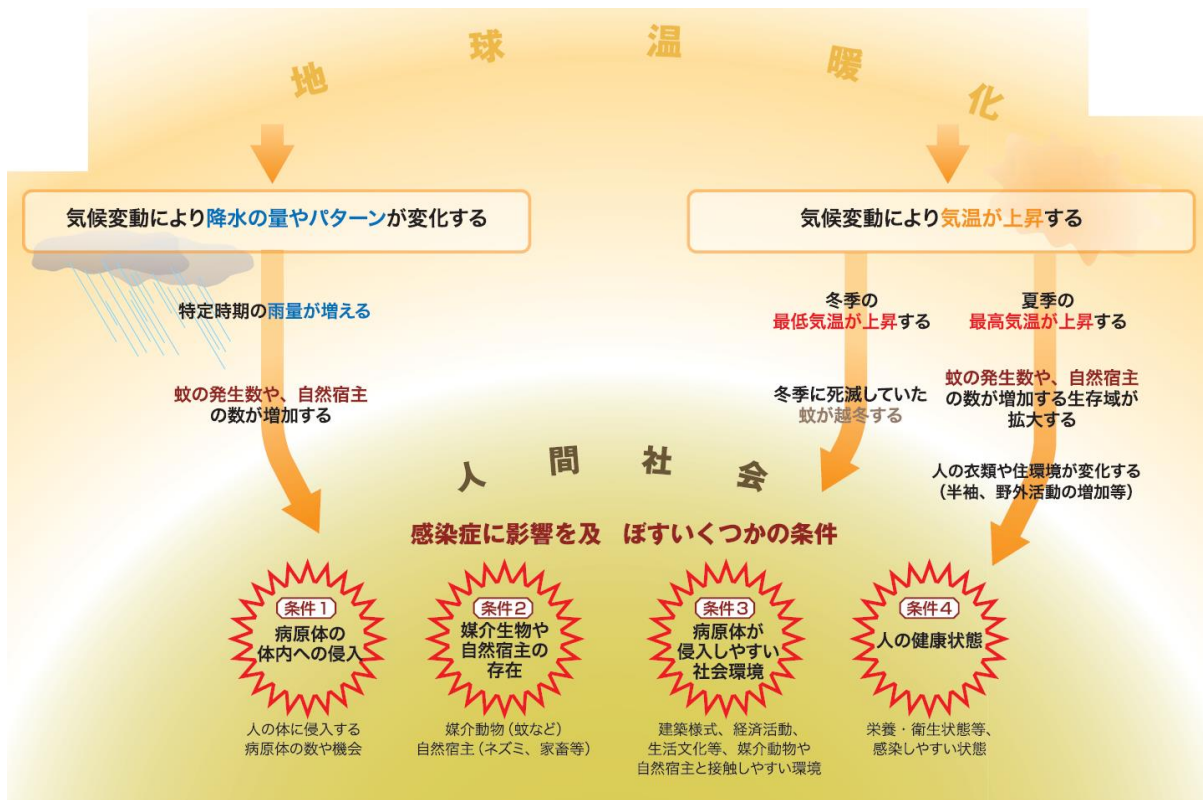 地球温暖化
気候変動により降水の量やパターンが変化する
特定時期の雨量が増える
蚊の発生数や、自然宿主
の数が増加する
気候変動により気温が上昇する
冬季の
最低気温が上昇する
冬季に死滅していた
蚊が越冬する
夏季の
最高気温が上昇する
蚊の発生数や、自然宿主
の数が増加する生存域が
拡大する
人の衣類や住環境が変化する
（半袖、野外活動の増加等）
人間社会
感染症に影響を及 ぼすいくつかの条件
条件1
病原体の
体内への侵入
人の体に侵入する
病原体の数や機会
条件2
媒介生物や
自然宿主の
存在
媒介動物（蚊など）
自然宿主（ネズミ、家畜等）
条件3
病原体が
侵入しやすい
社会環境
建築様式、経済活動、
生活文化等、媒介動物や
自然宿主と接触しやすい環境
条件4
人の健康状態
栄養・衛生状態等、
感染しやすい状態